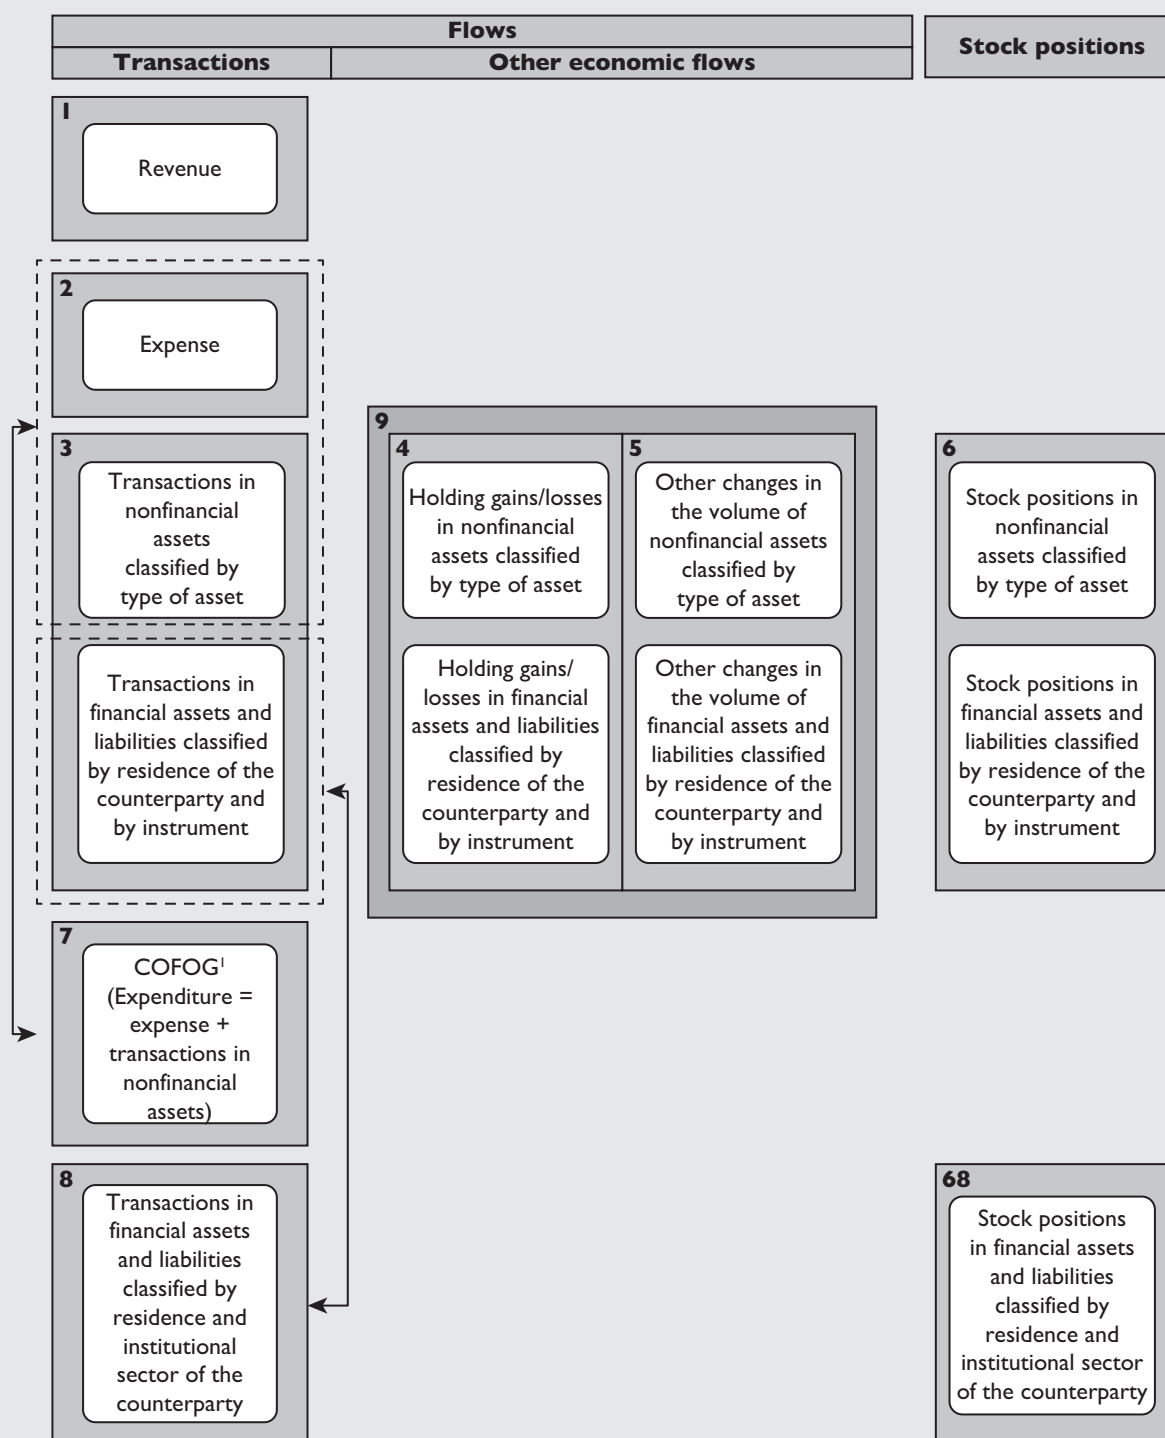 Flows
Transactions
Other economic flows
Stock positions
1
Revenue
2
Expense
3
Transactions in
nonfinancial
assets
classified by
type of asset
Transactions in
financial assets and
liabilities classified
by residence of the
counterparty and
by instrument
9
4
Holding gains/losses
in nonfinancial
assets classified
by type of asset
Holding gains/
losses in financial
assets and liabilities
classified by
residence of the
counterparty and
by instrument
5
Other changes in
the volume of
nonfinancial assets
classified by
type of asset
Other changes in
the volume of
financial assets and
liabilities classified
by residence of the
counterparty and
by instrument
6
Stock positions in
nonfinancial
assets classified
by type of asset
Stock positions in
financial assets and
liabilities classified
by residence of the
counterparty and
by instrument
7
COFOG¹
(Expenditure =
expense +
transactions in
nonfinancial
assets)
8
Transactions in
financial assets
and liabilities
classified by
residence and
institutional
sector of the
counterparty
68
Stock positions
in financial assets
and liabilities
classified by
residence and
institutional sector
of the counterparty